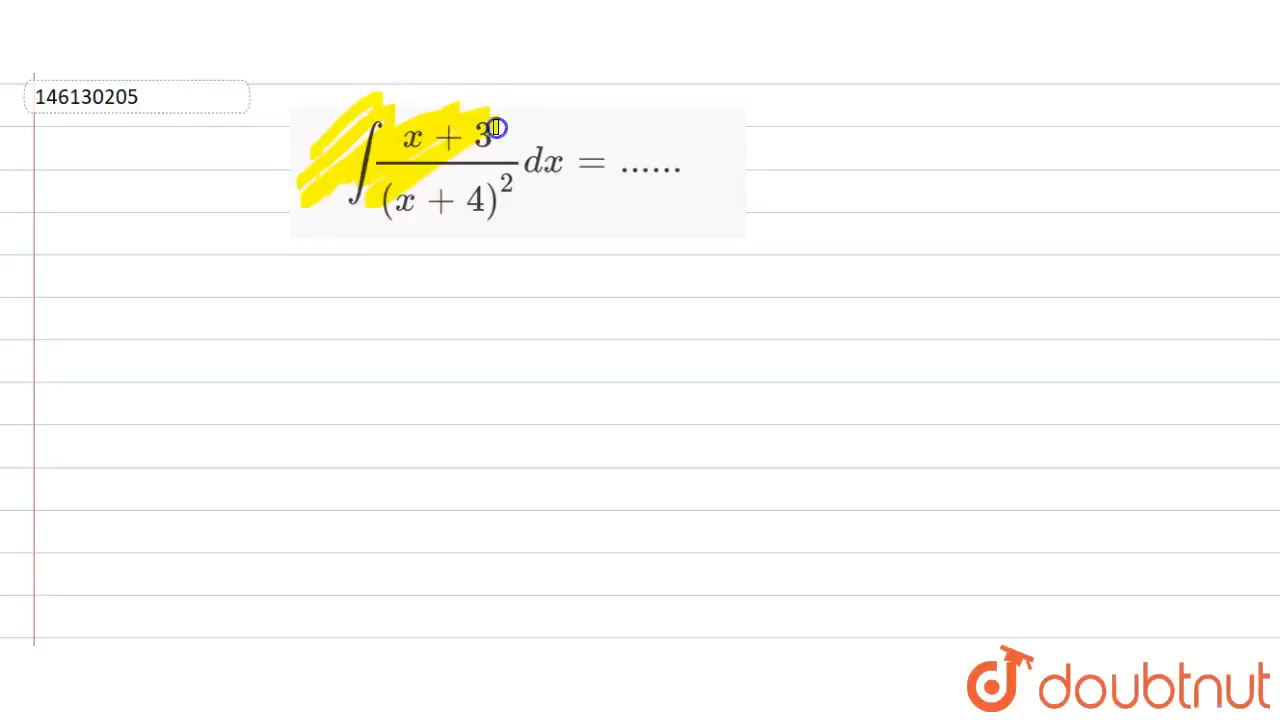 146130205
∫ (x + 3)/(x + 4)² dx = ......
doubtnut